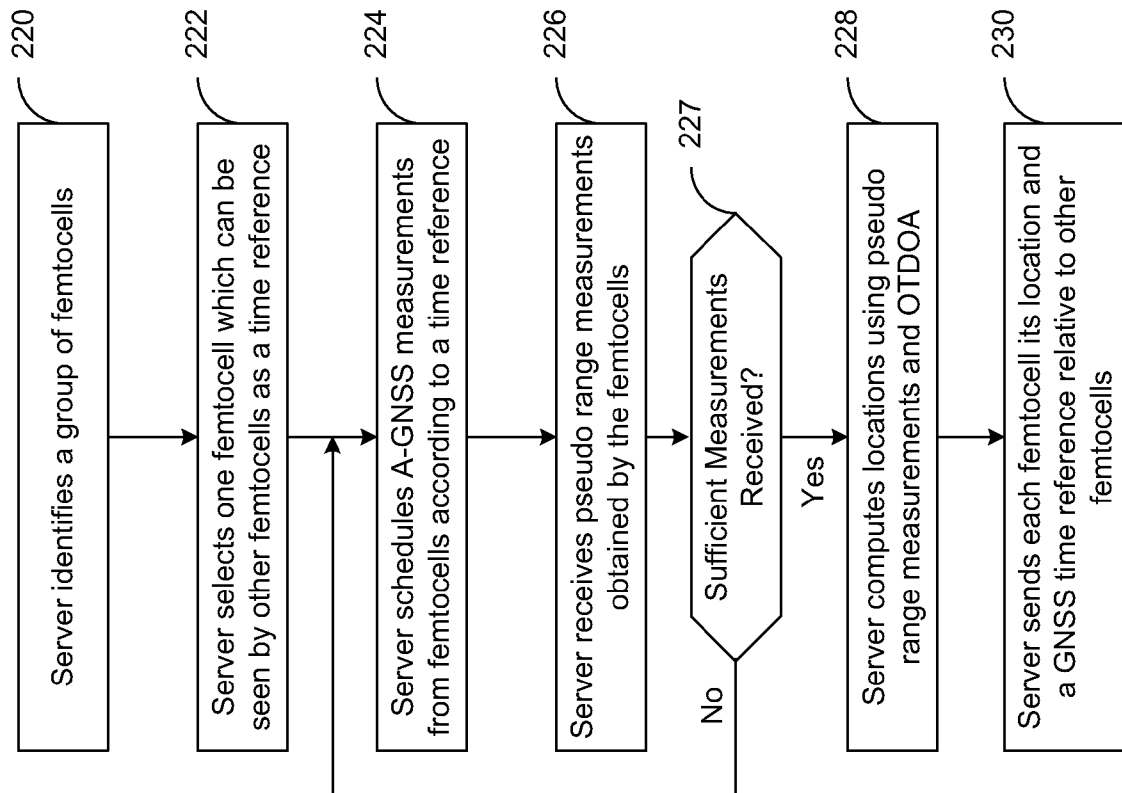 220
Server identifies a group of femtocells
222
Server selects one femtocell which can be
seen by other femtocells as a time reference
224
Server schedules A-GNSS measurements
from femtocells according to a time reference
226
Server receives pseudo range measurements
obtained by the femtocells
227
Sufficient Measurements
Received?
No
Yes
228
Server computes locations using pseudo
range measurements and OTDOA
230
Server sends each femtocell its location and
a GNSS time reference relative to other
femtocells